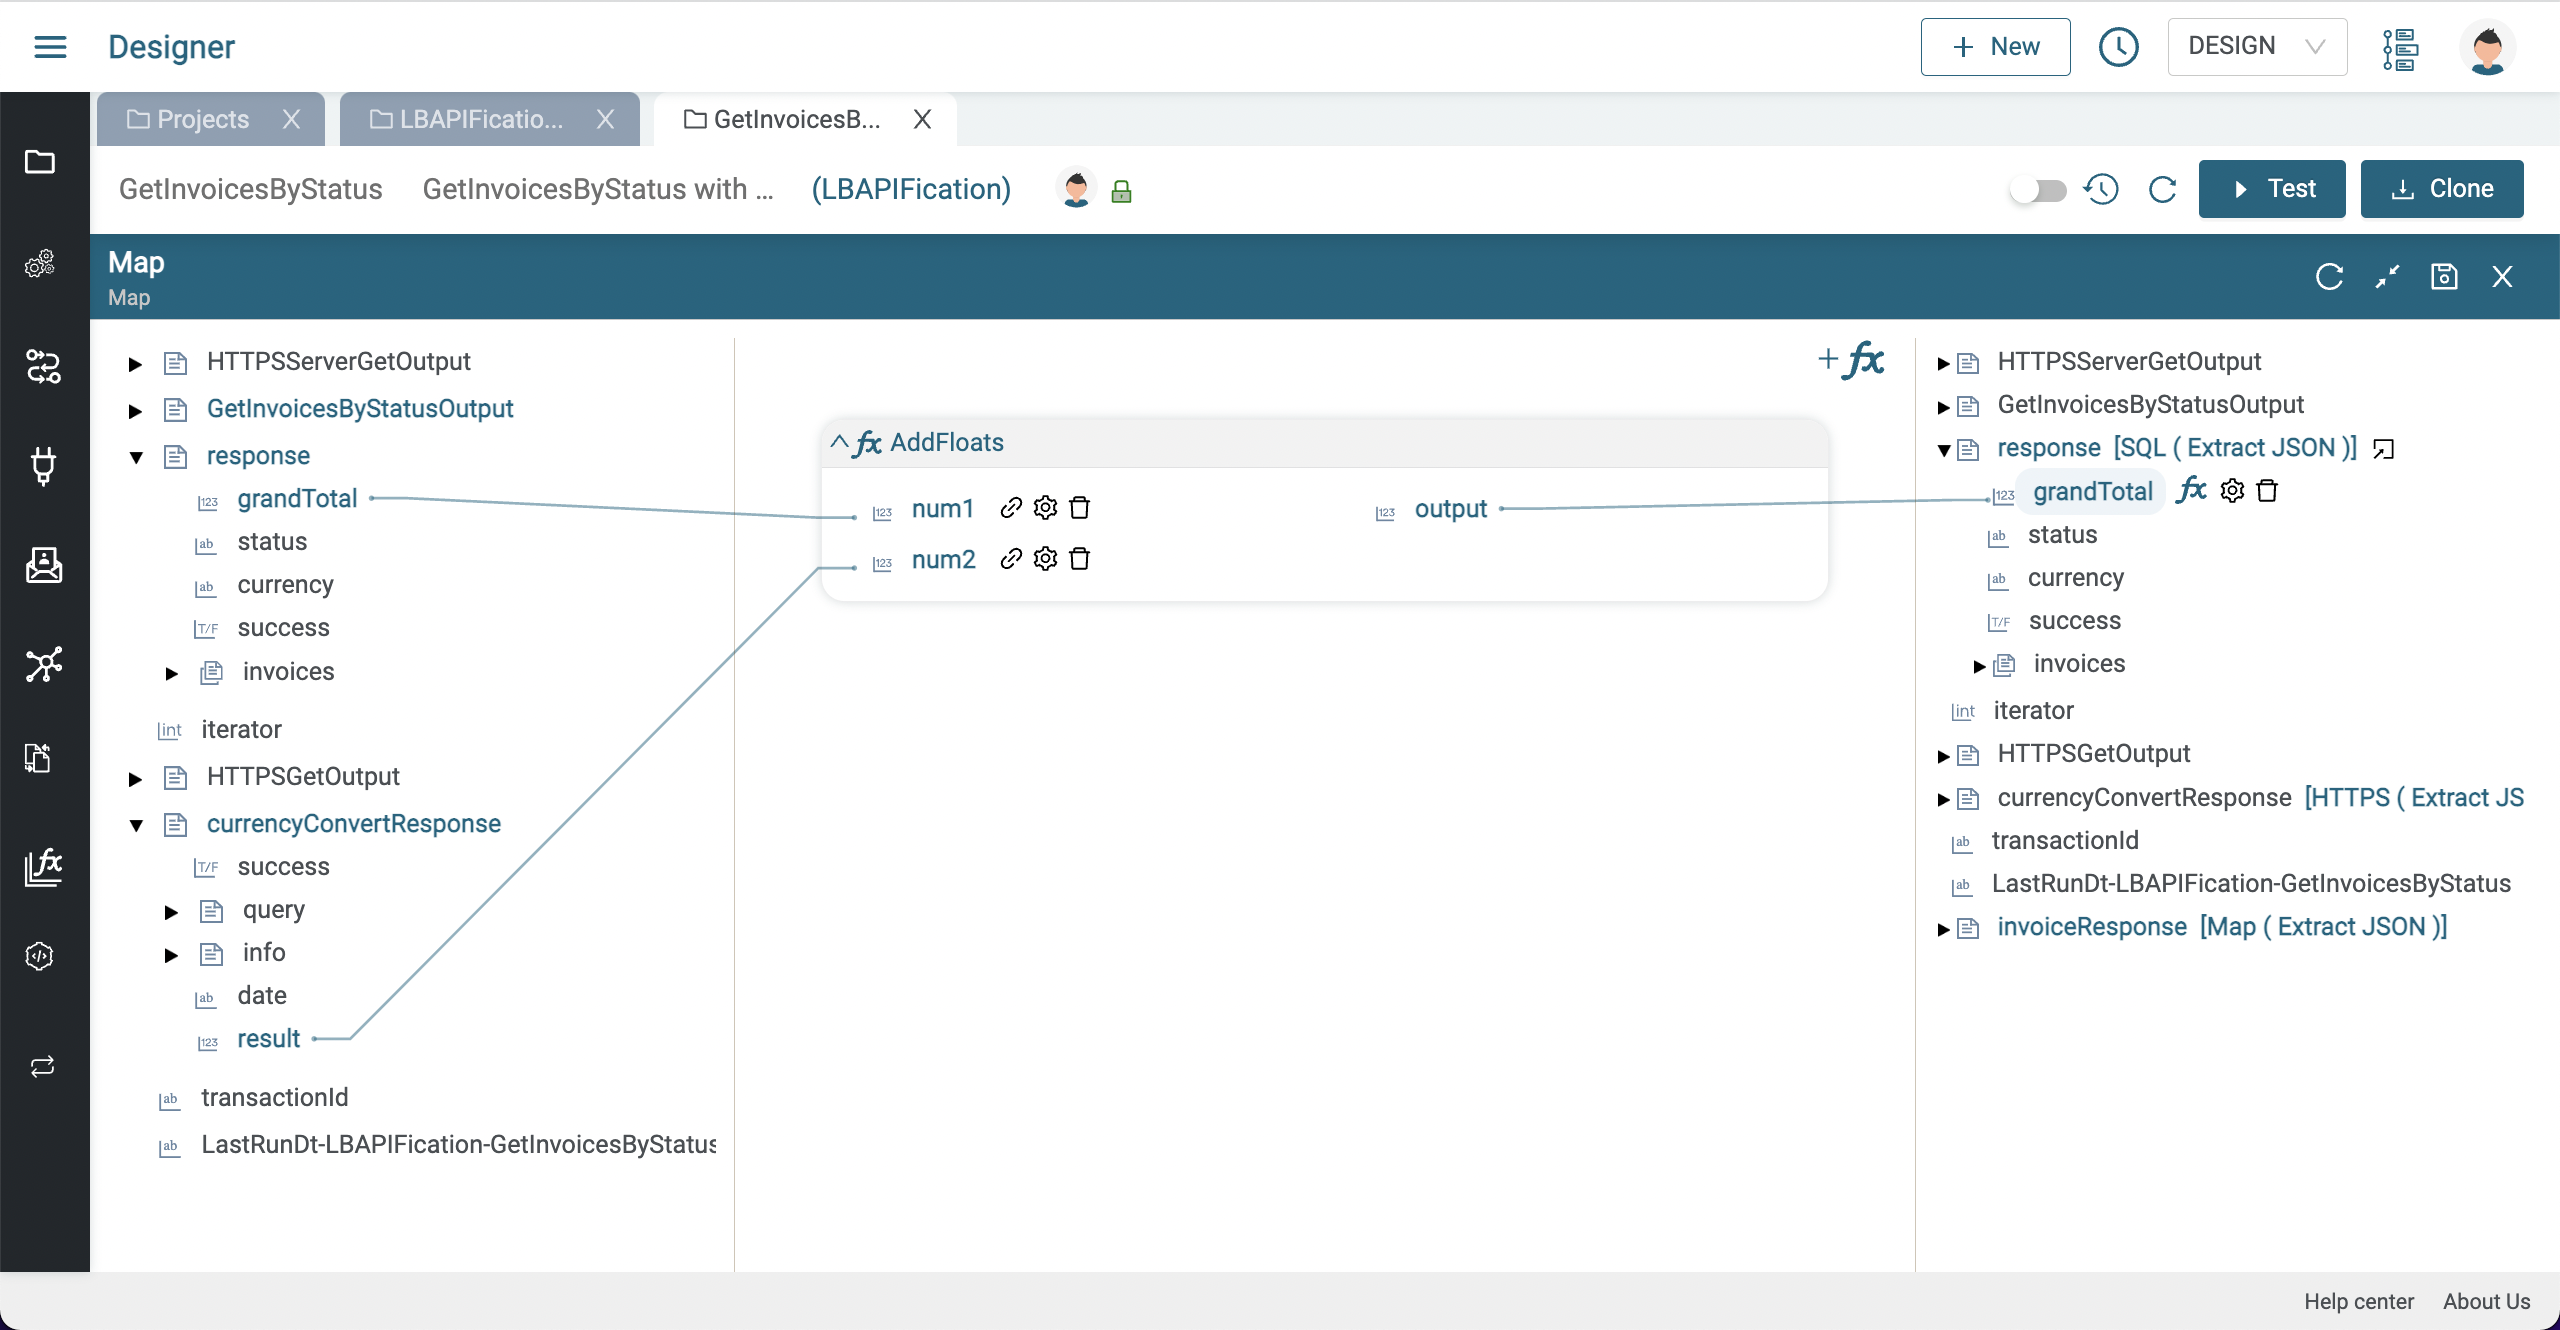 Designer
+ New
DESIGN
Projects X
LBAPIFicatio... X
GetInvoicesB... X
GetInvoicesByStatus GetInvoicesByStatus with ... (LBAPIFication)
Test
Clone
Map
Map
HTTPSServerGetOutput
GetInvoicesByStatusOutput
response
123 grandTotal
ab status
ab currency
T/F success
invoices
int iterator
HTTPSGetOutput
currencyConvertResponse
T/F success
query
info
ab date
123 result
ab transactionId
ab LastRunDt-LBAPIFication-GetInvoicesByStatus
+ fx
fx AddFloats
123 num1
123 output
123 num2
HTTPSServerGetOutput
GetInvoicesByStatusOutput
response [SQL ( Extract JSON )]
123 grandTotal fx
ab status
ab currency
T/F success
invoices
int iterator
HTTPSGetOutput
currencyConvertResponse [HTTPS ( Extract JS
ab transactionId
ab LastRunDt-LBAPIFication-GetInvoicesByStatus
invoiceResponse [Map ( Extract JSON )]
fx
Help center About Us